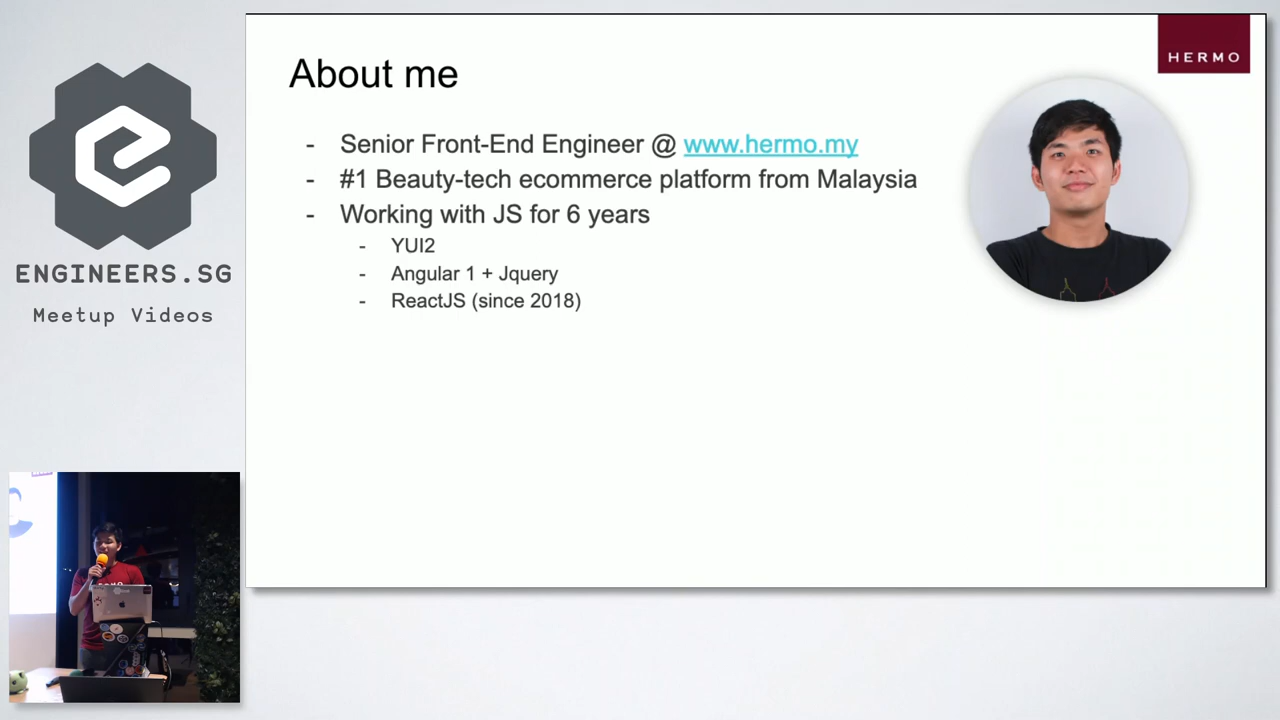 HERMO
About me
- Senior Front-End Engineer @ www.hermo.my
- #1 Beauty-tech ecommerce platform from Malaysia
- Working with JS for 6 years
- YUI2
- Angular 1 + Jquery
- ReactJS (since 2018)
ENGINEERS.SG
Meetup Videos